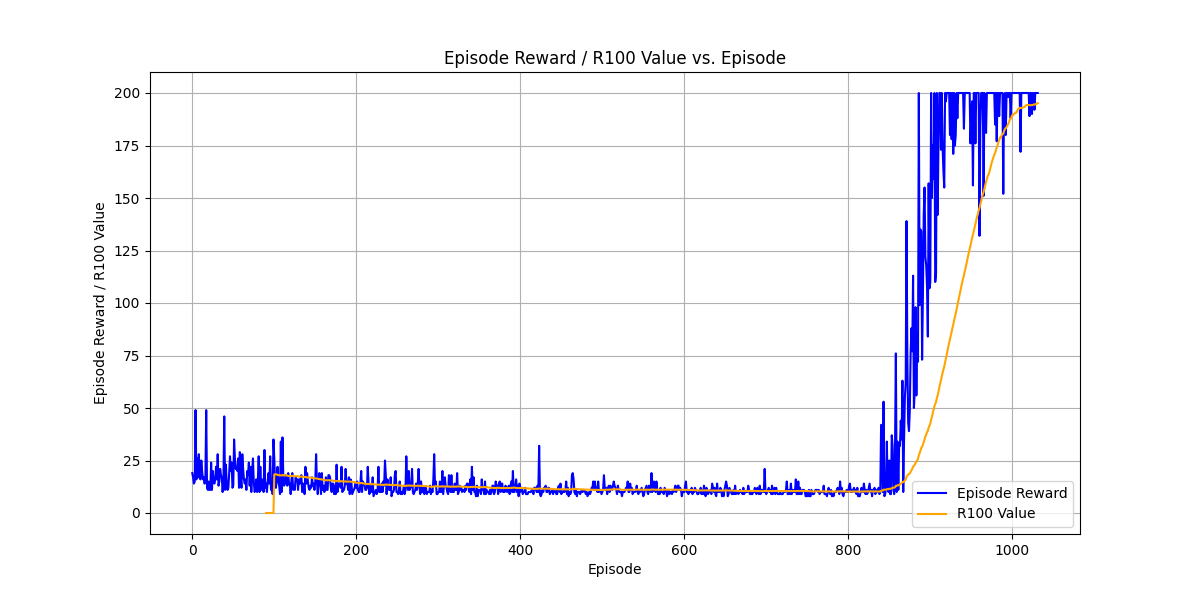 Episode Reward / R100 Value vs. Episode
Episode Reward / R100 Value
200
175
150
125
100
75
50
25
0
0 200 400 600 800 1000
Episode
Episode Reward
R100 Value